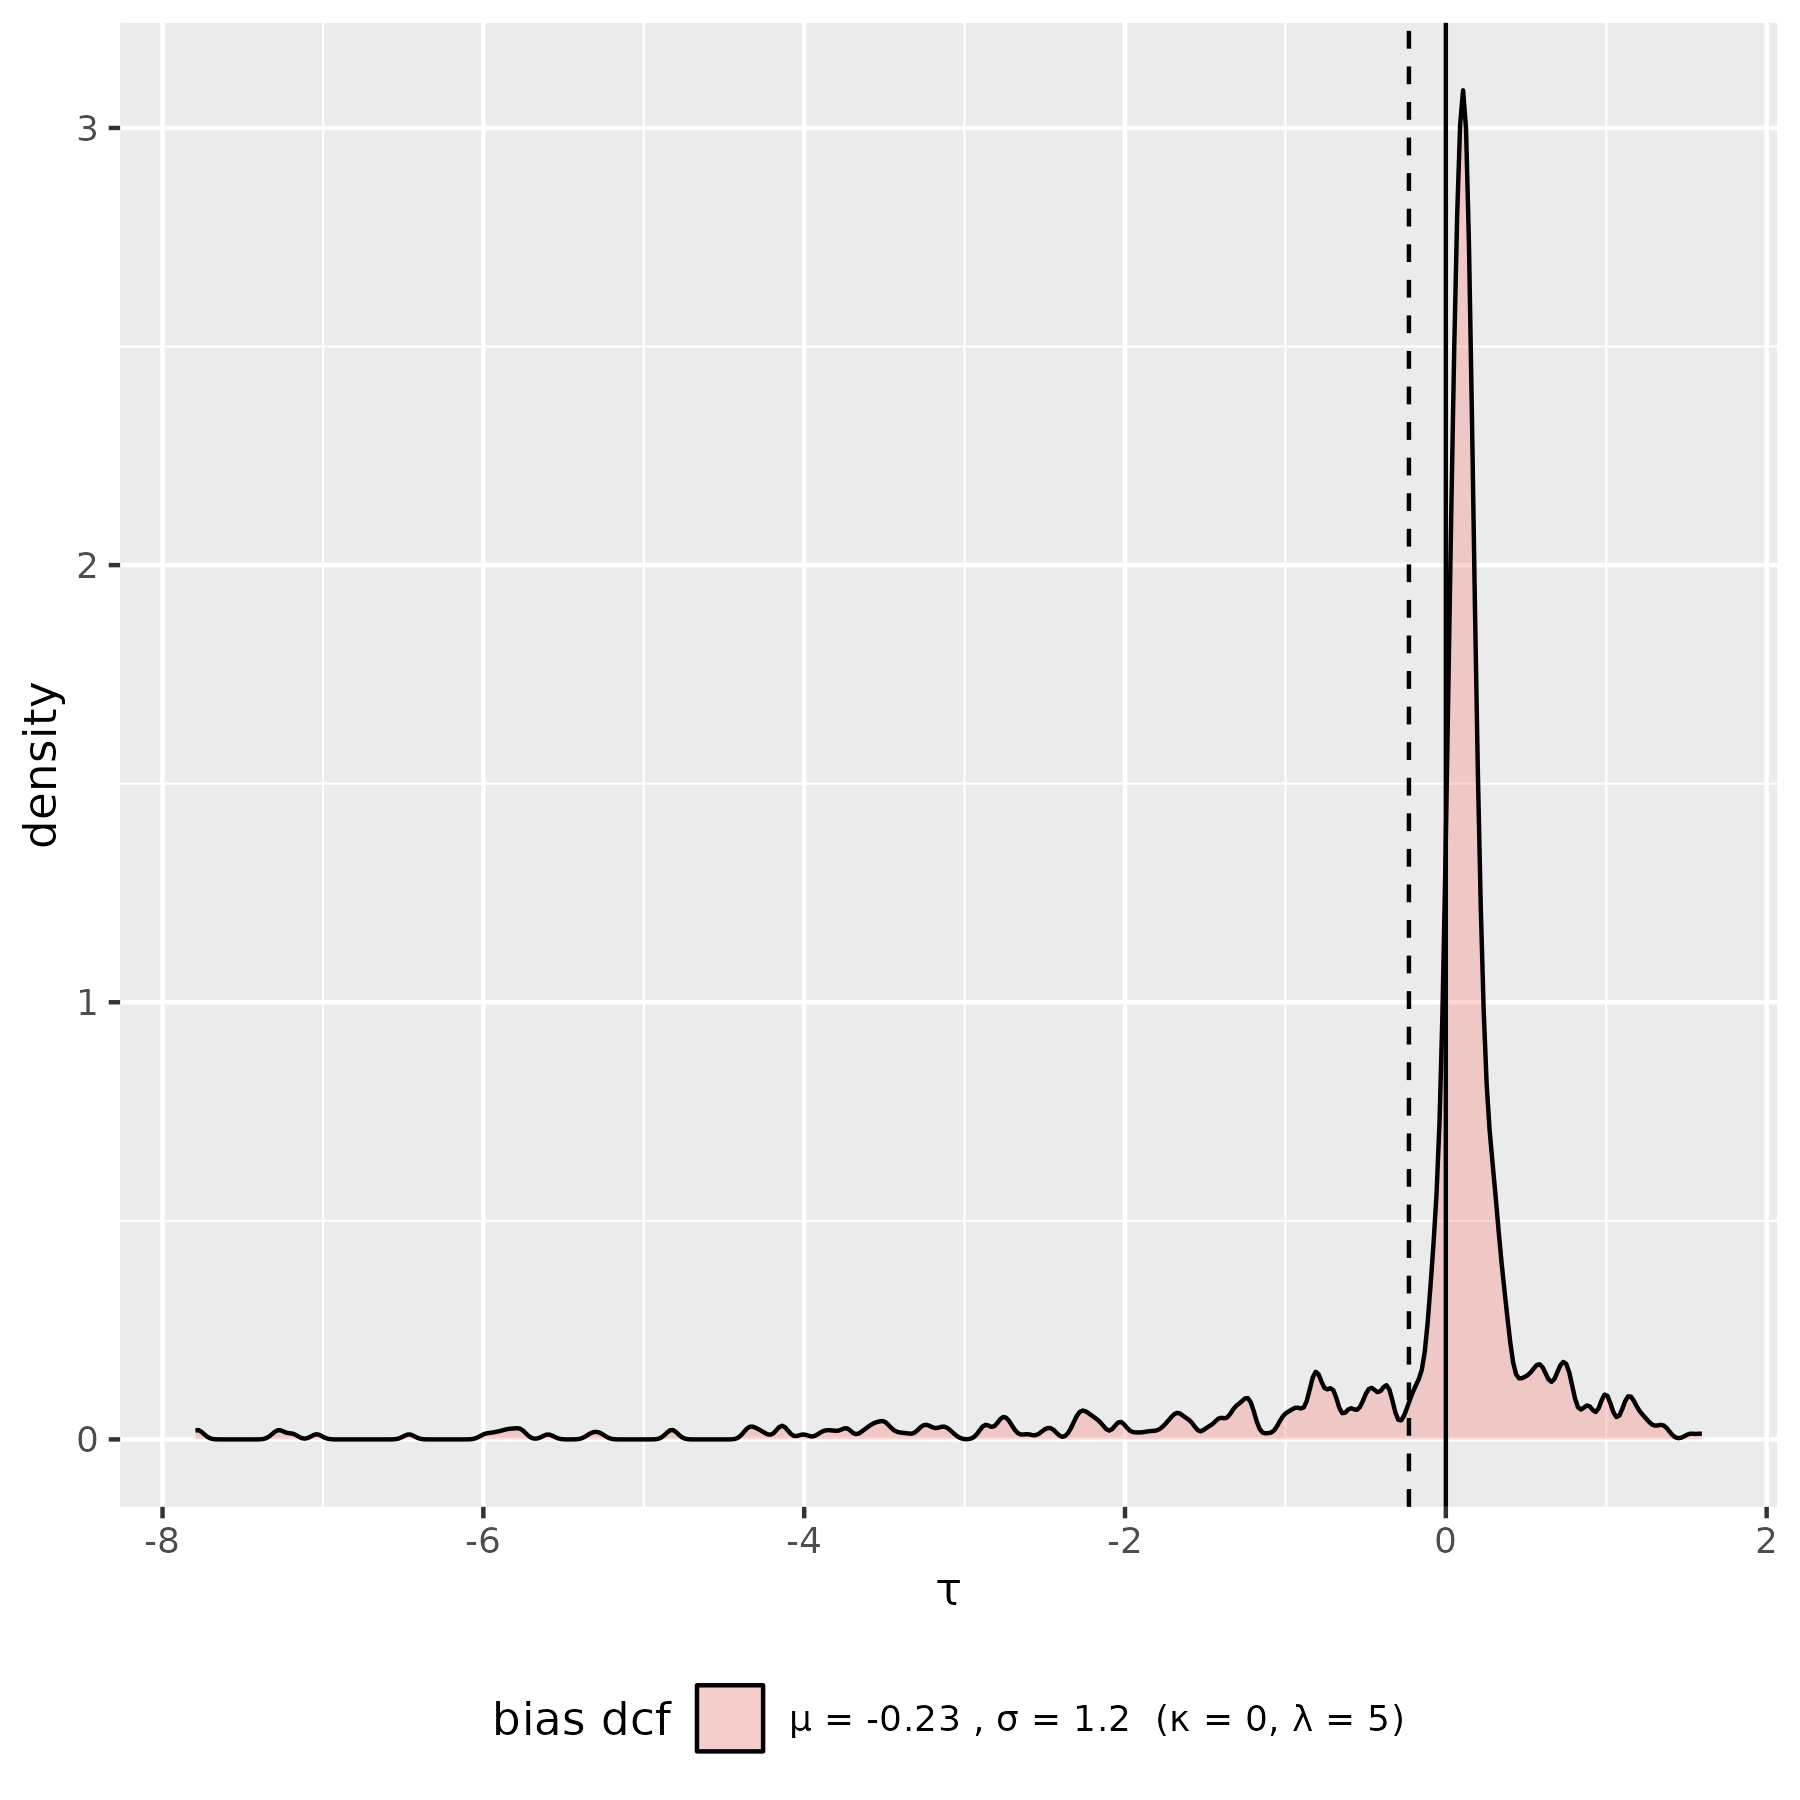 3
2
1
0
density
-8 -6 -4 -2 0 2
τ
bias dcf μ = -0.23 , σ = 1.2 (κ = 0, λ = 5)